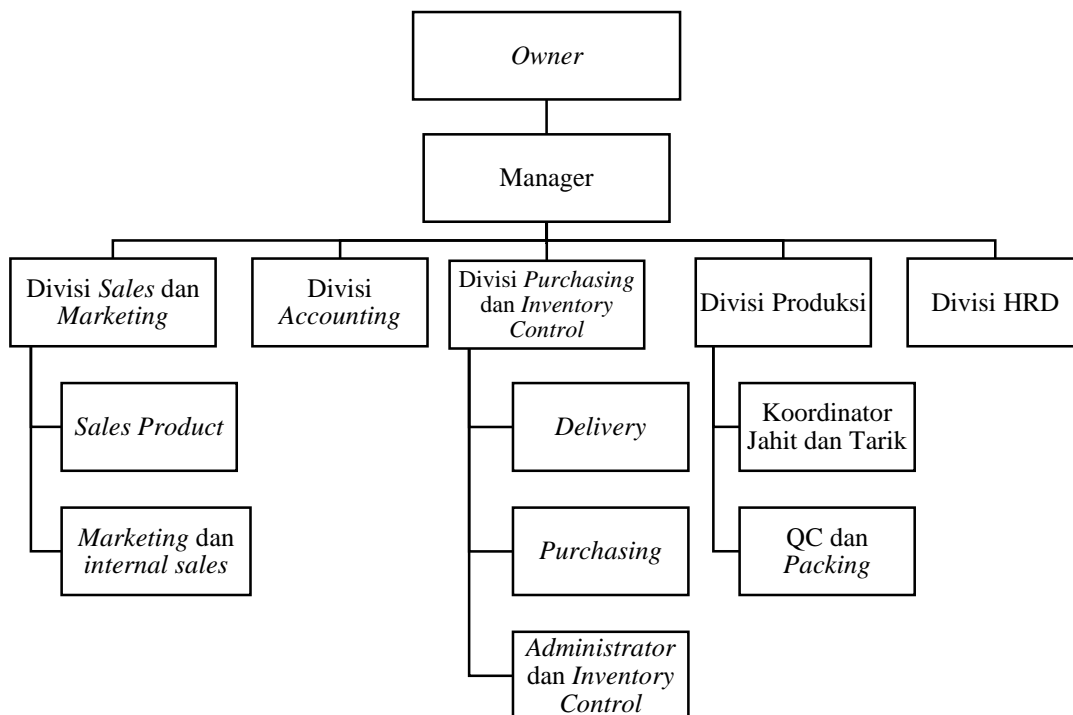 Owner
Manager
Divisi Sales dan
Marketing
Divisi
Accounting
Divisi Purchasing
dan Inventory
Control
Divisi Produksi
Divisi HRD
Sales Product
Delivery
Koordinator
Jahit dan Tarik
Marketing dan
internal sales
Purchasing
QC dan
Packing
Administrator
dan Inventory
Control